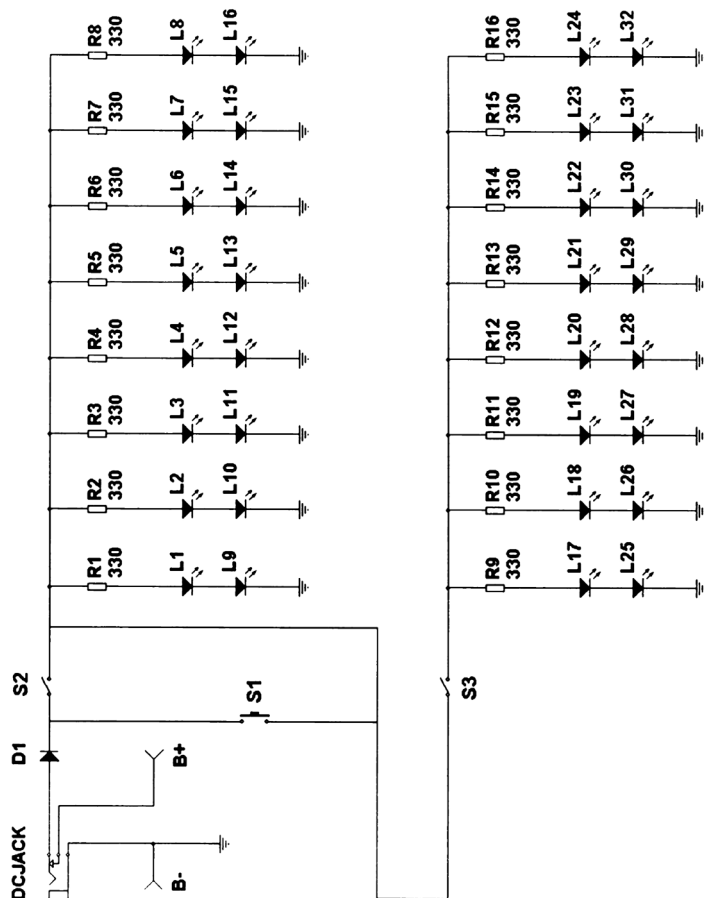 R8 330 L8 L16
R7 330 L7 L15
R6 330 L6 L14
R5 330 L5 L13
R4 330 L4 L12
R3 330 L3 L11
R2 330 L2 L10
R1 330 L1 L9
R16 330 L24 L32
R15 330 L23 L31
R14 330 L22 L30
R13 330 L21 L29
R12 330 L20 L28
R11 330 L19 L27
R10 330 L18 L26
R9 330 L17 L25
S2
S1
S3
D1
B+
DCJACK
B-